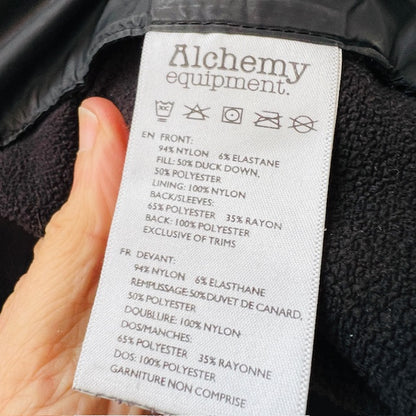 Alchemy
equipment.
EN FRONT:
94% NYLON 6% ELASTANE
FILL: 50% DUCK DOWN,
50% POLYESTER
LINING: 100% NYLON
BACK/SLEEVES:
65% POLYESTER 35% RAYON
BACK: 100% POLYESTER
EXCLUSIVE OF TRIMS
FR DEVANT:
94% NYLON 6% ELASTHANE
REMPUSSAGE: 50% DUVET DE CANARD,
50% POLYESTER
DOUBLURE: 100% NYLON
DOS/MANCHES:
65% POLYESTER 35% RAYONNE
DOS: 100% POLYESTER
GARNITURE NON COMPRISE